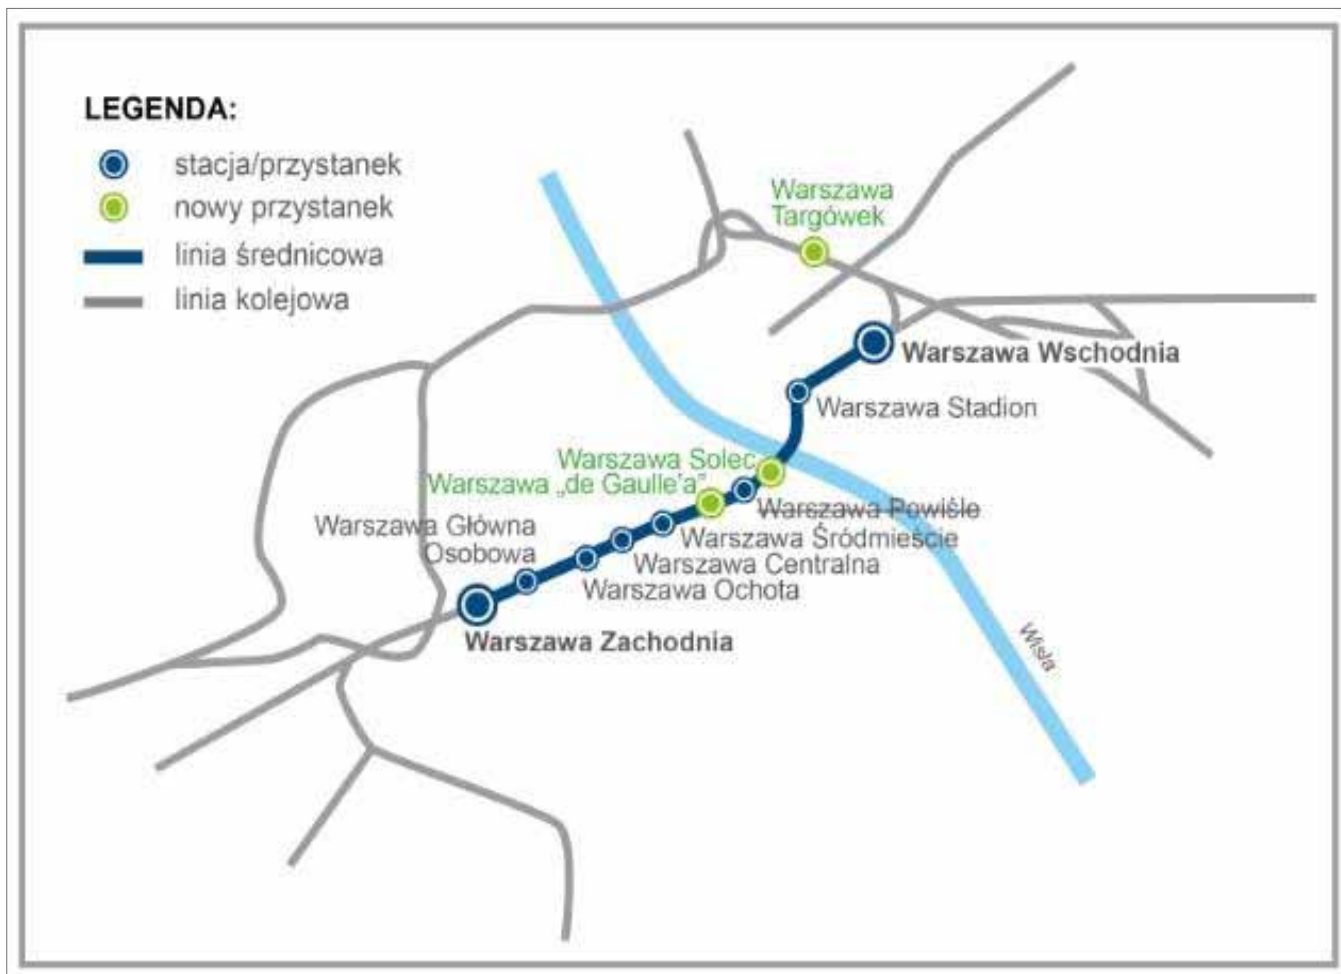 LEGENDA:
stacja/przystanek
nowy przystanek
linia średnicowa
linia kolejowa
Warszawa
Targówek
Warszawa Wschodnia
Warszawa Stadion
Warszawa Solec
Warszawa „de Gaulle'a”
Warszawa Powiśle
Warszawa Główna
Osobowa
Warszawa Śródmieście
Warszawa Centralna
Warszawa Ochota
Warszawa Zachodnia
Wisła